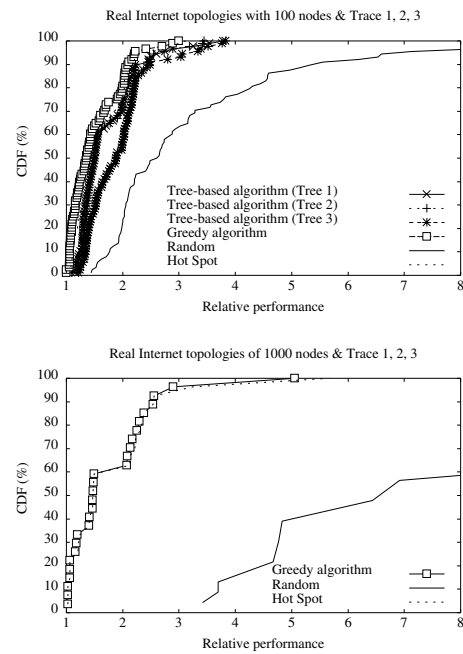 Real Internet topologies with 100 nodes & Trace 1, 2, 3
100
90
80
70
60
50
40
30
20
10
0
CDF (%)
Tree-based algorithm (Tree 1)
Tree-based algorithm (Tree 2)
Tree-based algorithm (Tree 3)
Greedy algorithm
Random
Hot Spot
1 2 3 4 5 6 7 8
Relative performance
Real Internet topologies of 1000 nodes & Trace 1, 2, 3
100
90
80
70
60
50
40
30
20
10
0
CDF (%)
Greedy algorithm
Random
Hot Spot
1 2 3 4 5 6 7 8
Relative performance